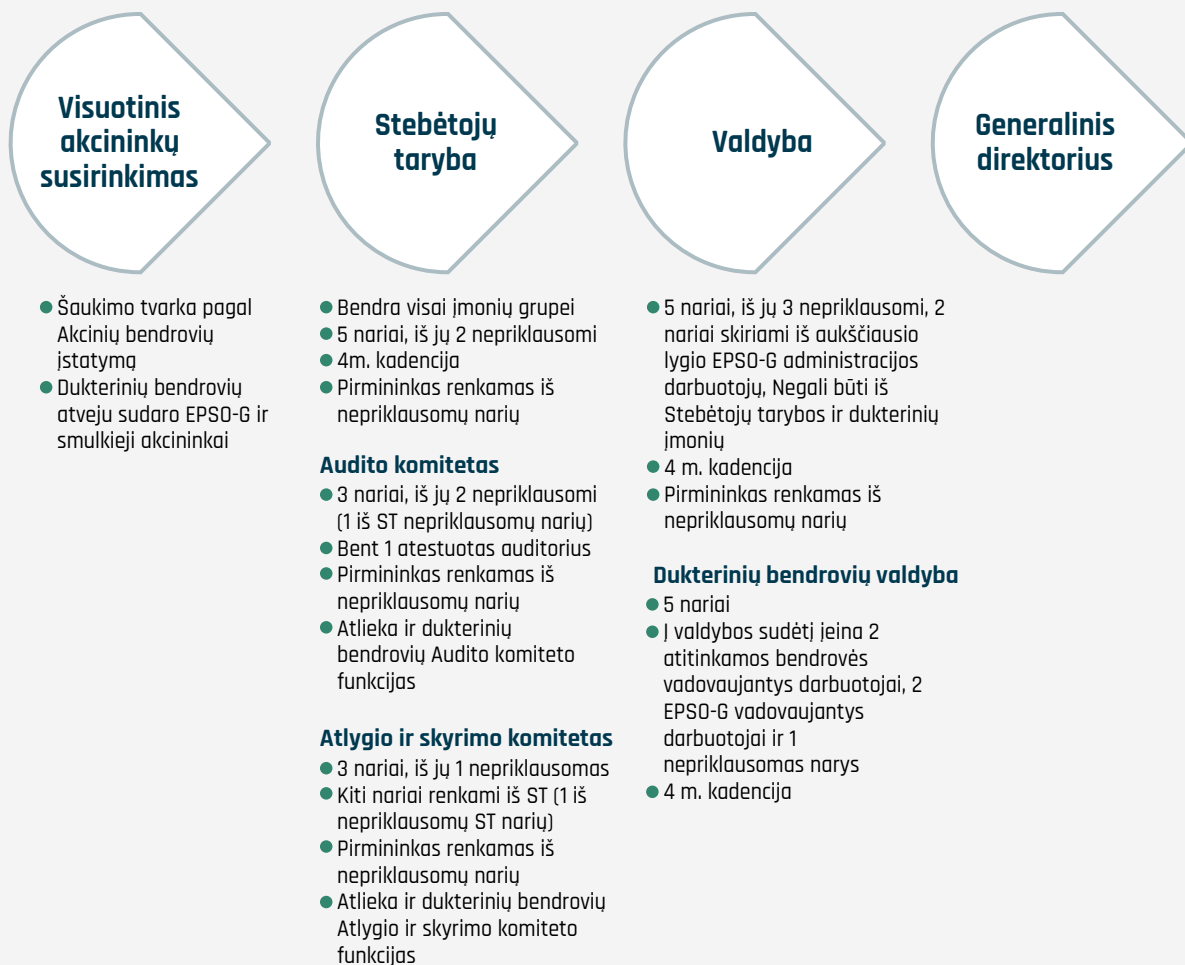 Visuotinis
akcininkų
susirinkimas
Šaukimo tvarka pagal
Akcinių bendrovių
įstatymą
Dukterinių bendrovių
atveju sudaro EPSO-G ir
smulkieji akcininkai
Stebėtojų
taryba
Bendra visai įmonių grupei
5 nariai, iš jų 2 nepriklausomi
4m. kadencija
Pirmininkas renkamas iš
nepriklausomų narių
Audito komitetas
3 nariai, iš jų 2 nepriklausomi
(1 iš ST nepriklausomų narių)
Bent 1 atestuotas auditorius
Pirmininkas renkamas iš
nepriklausomų narių
Atlieka ir dukterinių
bendrovių Audito komiteto
funkcijas
Atlygio ir skyrimo komitetas
3 nariai, iš jų 1 nepriklausomas
Kiti nariai renkami iš ST (1 iš
nepriklausomų ST narių)
Pirmininkas renkamas iš
nepriklausomų narių
Atlieka ir dukterinių bendrovių
Atlygio ir skyrimo komiteto
funkcijas
Valdyba
5 nariai, iš jų 3 nepriklausomi, 2
nariai skiriami iš aukščiausio
lygio EPSO-G administracijos
darbuotojų, Negali būti iš
Stebėtojų tarybos ir dukterinių
įmonių
4 m. kadencija
Pirmininkas renkamas iš
nepriklausomų narių
Dukterinių bendrovių valdyba
5 nariai
Į valdybos sudėtį įeina 2
atitinkamos bendrovės
vadovaujantys darbuotojai, 2
EPSO-G vadovaujantys
darbuotojai ir 1
nepriklausomas narys
4 m. kadencija
Generalinis
direktorius